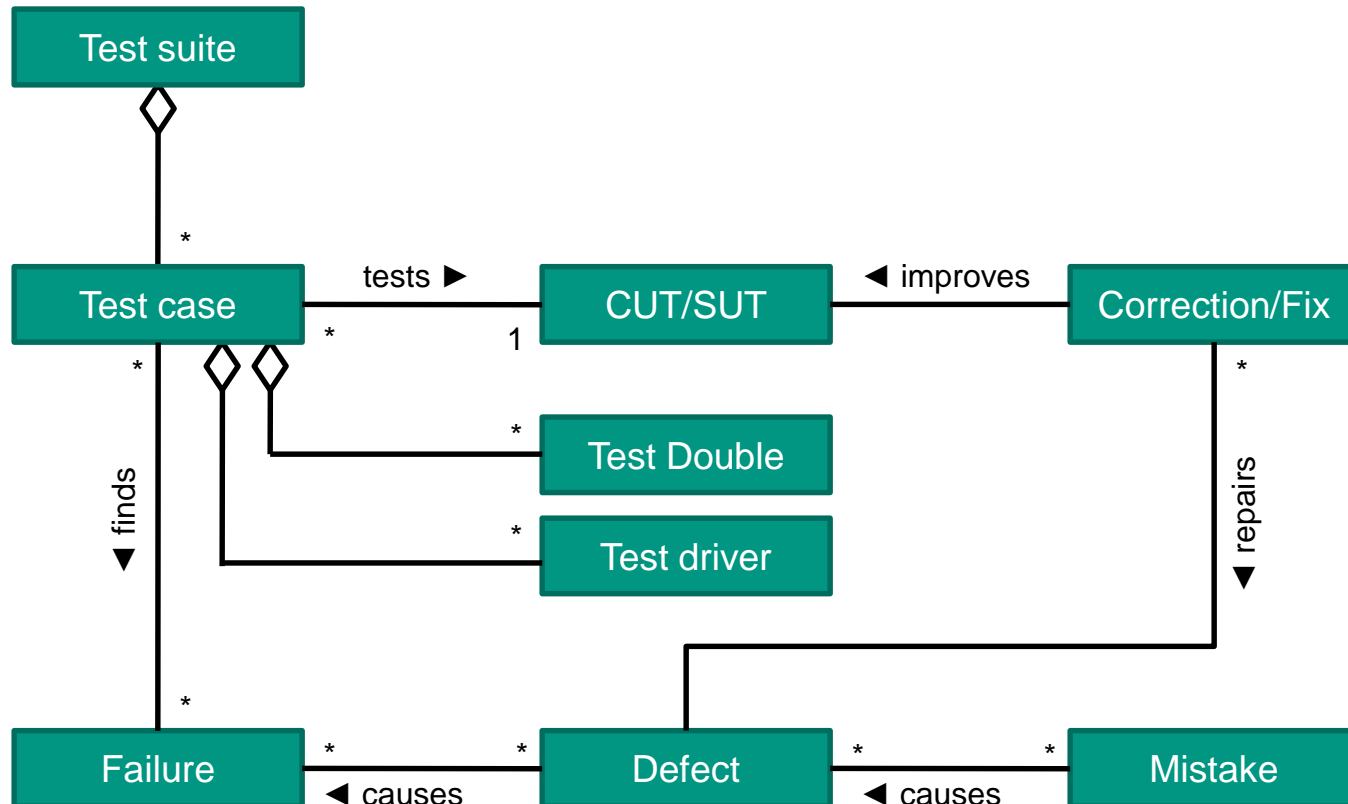 Test suite
*
tests ►
◄ improves
Test case
CUT/SUT
Correction/Fix
*
1
*
*
*
Test Double
◄ finds
◄ repairs
*
Test driver
*
Failure
*
*
Defect
*
*
Mistake
◄ causes
◄ causes